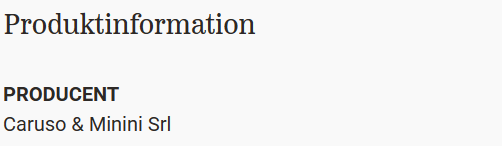 Produktinformation
PRODUCENT
Caruso & Minini Srl